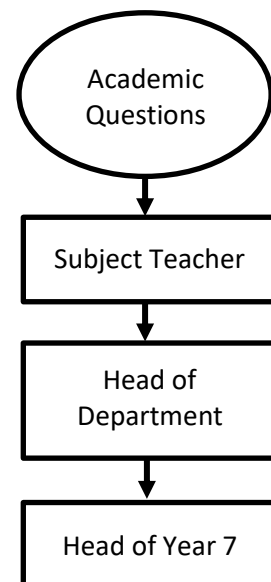 Academic
Questions
Subject Teacher
Head of
Department
Head of Year 7